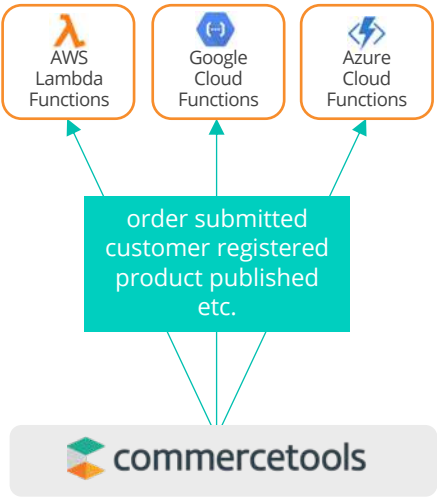 AWS
Lambda
Functions
Google
Cloud
Functions
Azure
Cloud
Functions
order submitted
customer registered
product published
etc.
commercetools